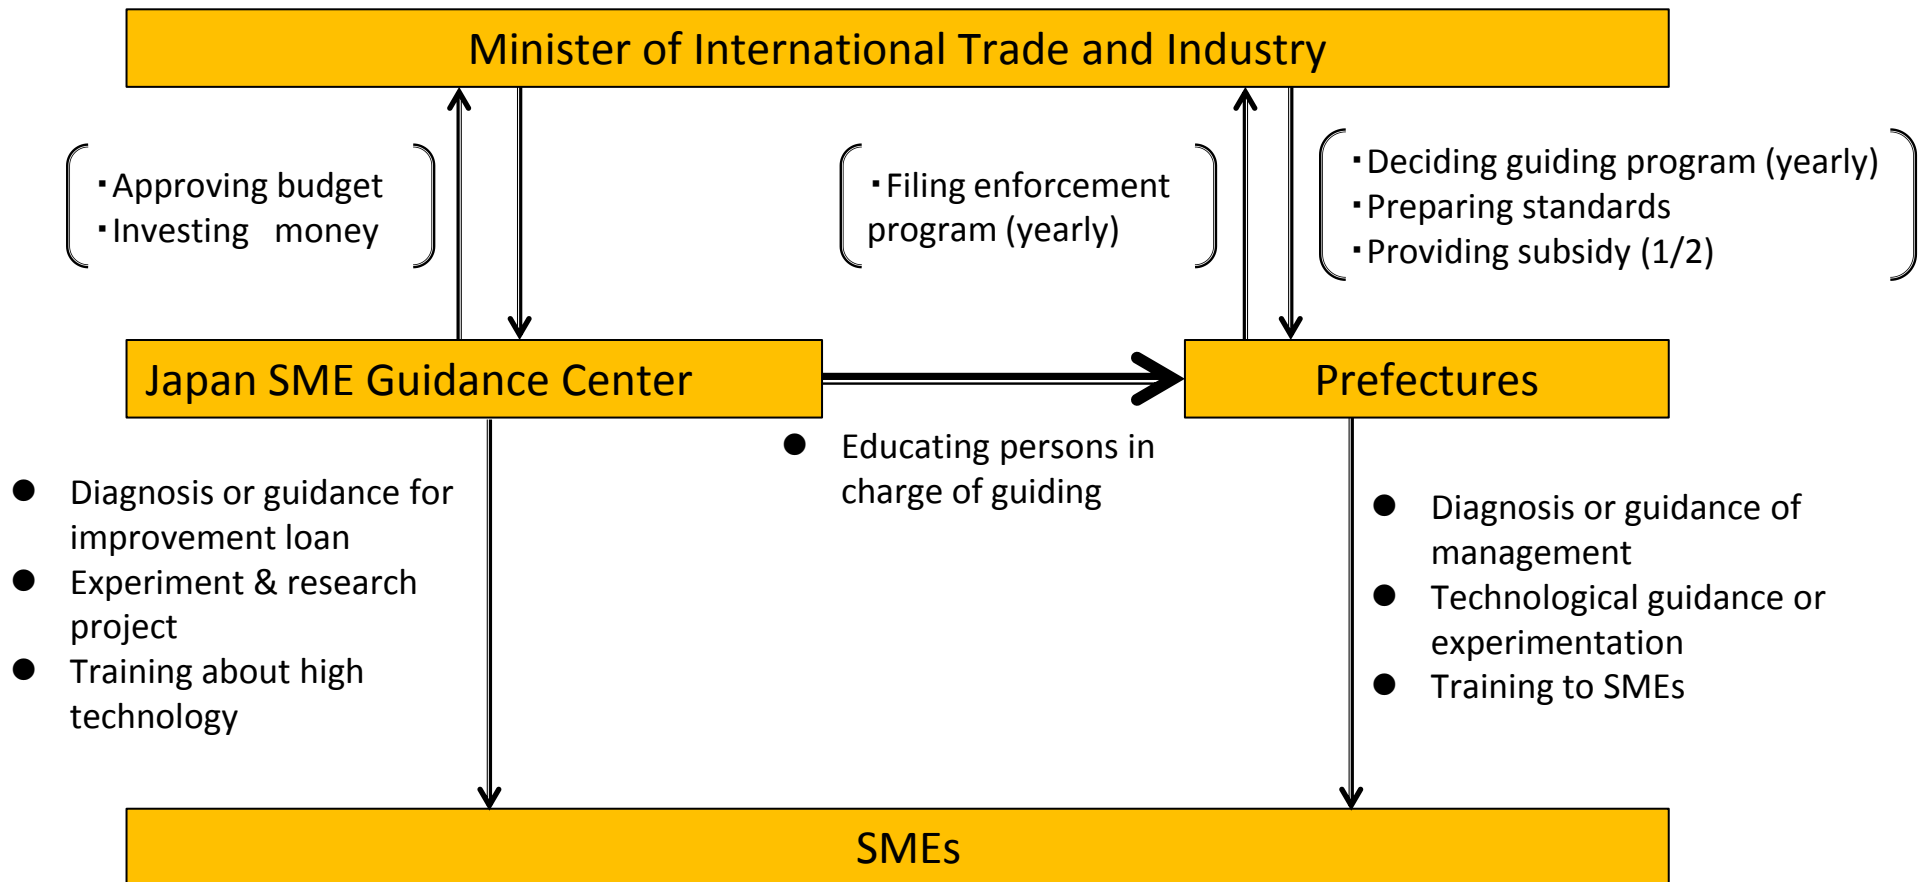 Minister of International Trade and Industry
・Approving budget
・Investing money
・Filing enforcement
program (yearly)
・Deciding guiding program (yearly)
・Preparing standards
・Providing subsidy (1/2)
Japan SME Guidance Center
Prefectures
● Educating persons in
charge of guiding
● Diagnosis or guidance for
improvement loan
● Experiment & research
project
● Training about high
technology
● Diagnosis or guidance of
management
● Technological guidance or
experimentation
● Training to SMEs
SMEs